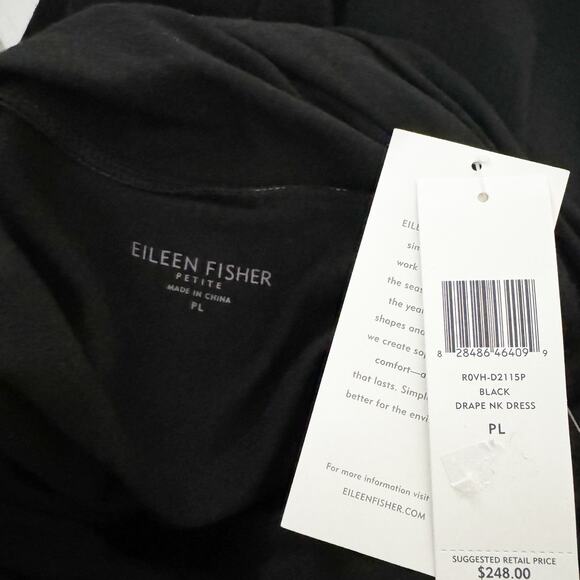 EILEEN FISHER
PETITE
MADE IN CHINA
PL
EIL
sim
work
the seas
the year
shapes and
we create so
comfort—a
that lasts. Simpl
better for the envi
For more information visit
EILEENFISHER.COM
8 28486 46409 9
R0VH-D2115P
BLACK
DRAPE NK DRESS
PL
SUGGESTED RETAIL PRICE
$248.00